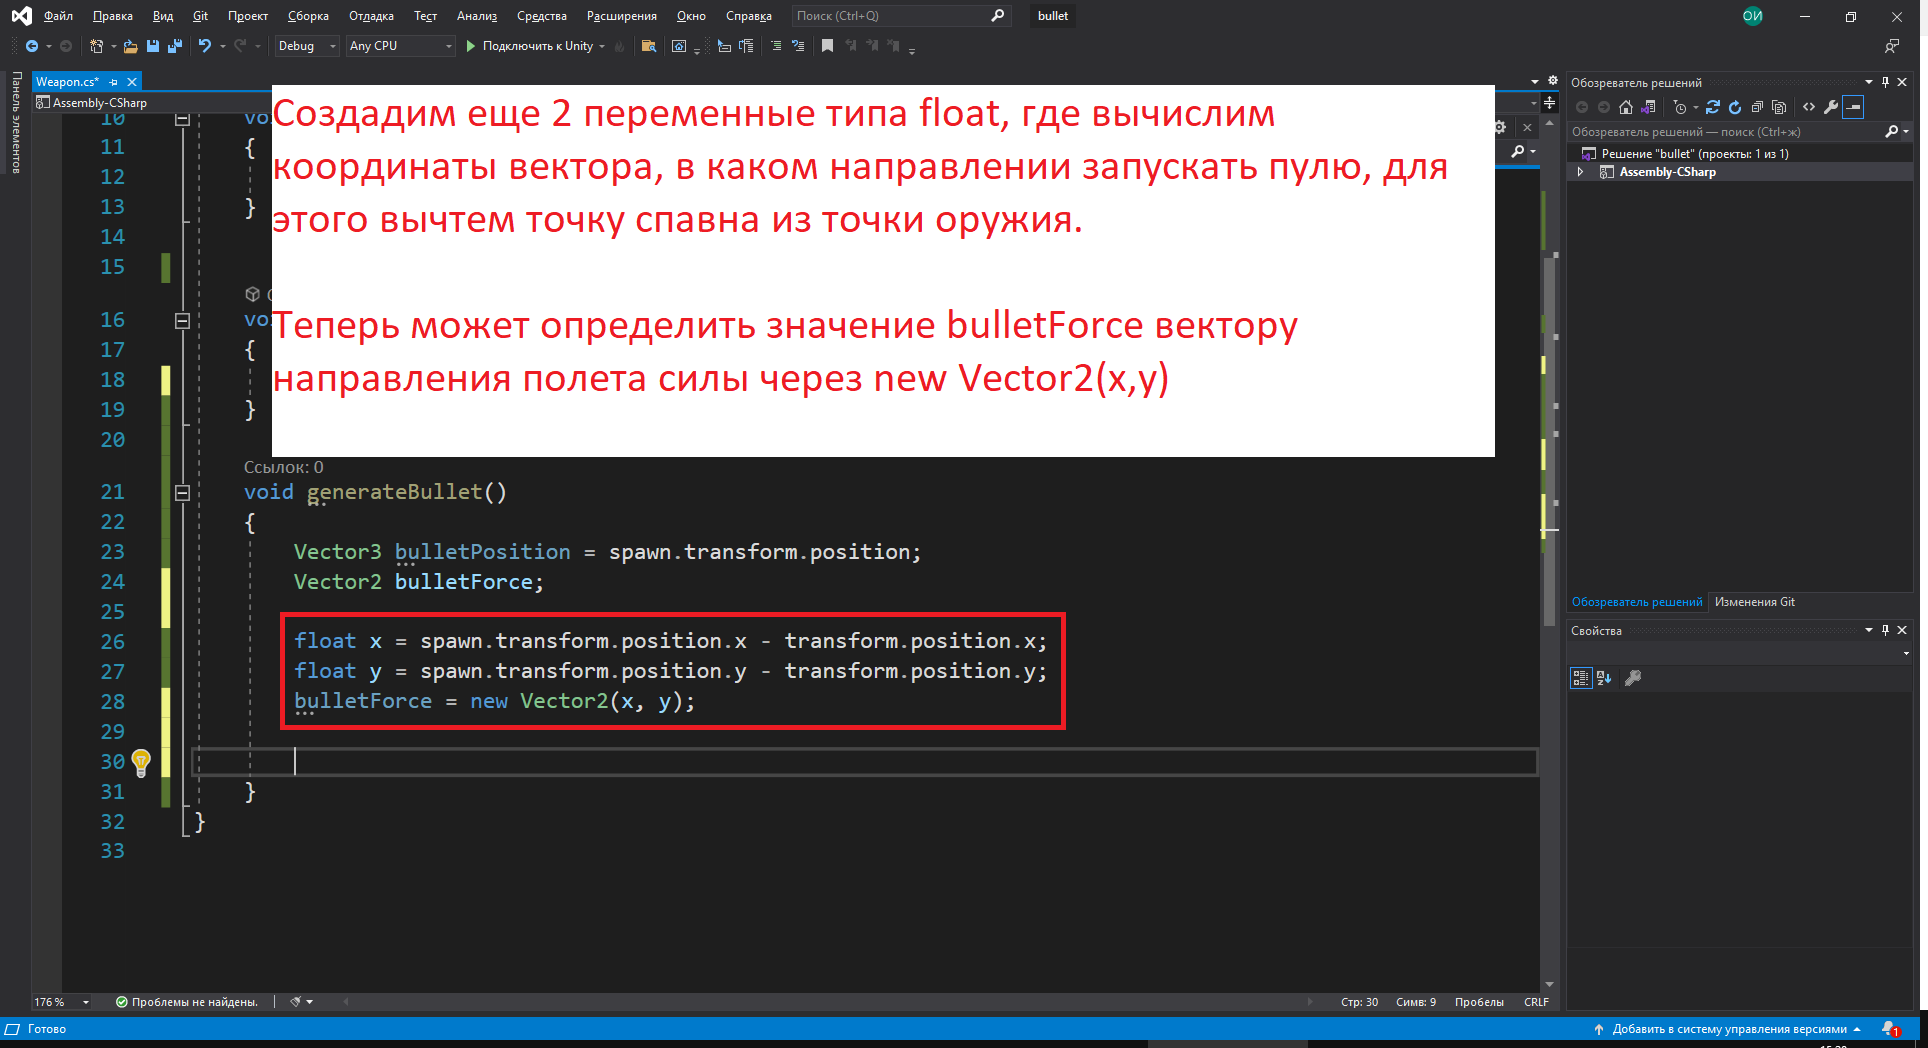 Файл Правка Вид Git Проект Сборка Отладка Тест Анализ Средства Расширения Окно Справка Поиск (Ctrl+Q) bullet ОИ
Debug Any CPU Подключить к Unity
Панель элементов
Weapon.cs*
Assembly-CSharp
Создадим еще 2 переменные типа float, где вычислим
координаты вектора, в каком направлении запускать пулю, для
этого вычтем точку спавна из точки оружия.
Теперь может определить значение bulletForce вектору
направления полета силы через new Vector2(x,y)
10
11 {
12
13 }
14
15
16
17 {
18
19 }
20
Ссылок: 0
21 void generateBullet()
22 {
23 Vector3 bulletPosition = spawn.transform.position;
24 Vector2 bulletForce;
25
26 float x = spawn.transform.position.x - transform.position.x;
27 float y = spawn.transform.position.y - transform.position.y;
28 bulletForce = new Vector2(x, y);
29
30
31 }
32 }
33
176 % Проблемы не найдены. Стр: 30 Симв: 9 Пробелы CRLF
Обозреватель решений
Обозреватель решений — поиск (Ctrl+ж)
Решение "bullet" (проекты: 1 из 1)
Assembly-CSharp
Обозреватель решений Изменения Git
Свойства
Готово Добавить в систему управления версиями 1